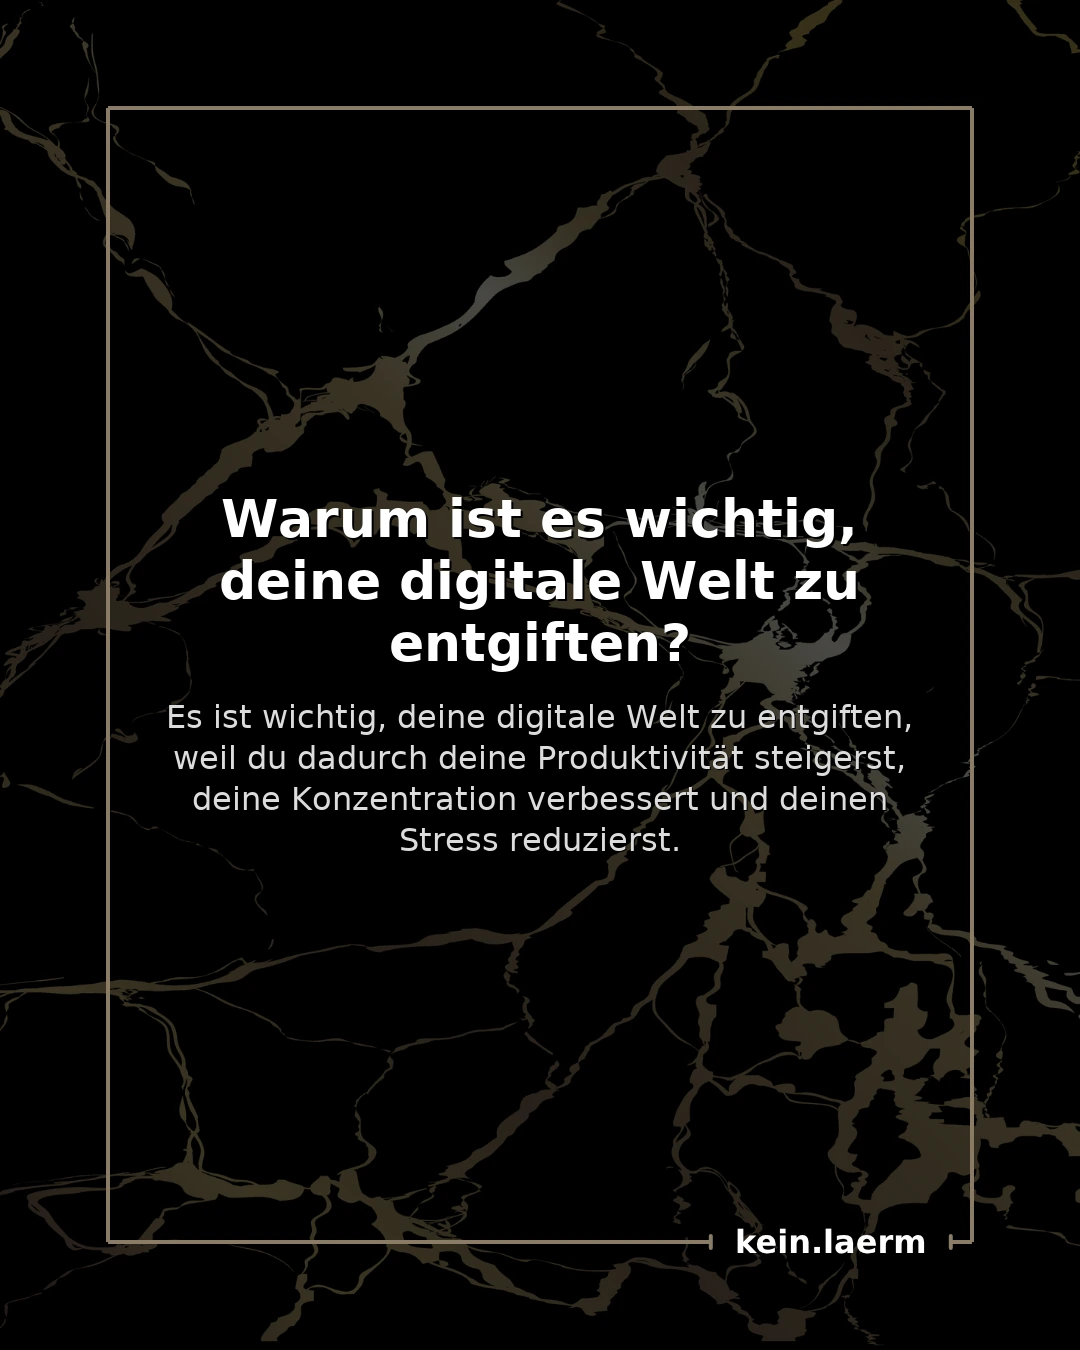 Warum ist es wichtig,
deine digitale Welt zu
entgiften?
Es ist wichtig, deine digitale Welt zu entgiften,
weil du dadurch deine Produktivität steigerst,
deine Konzentration verbessert und deinen
Stress reduzierst.
kein.laerm